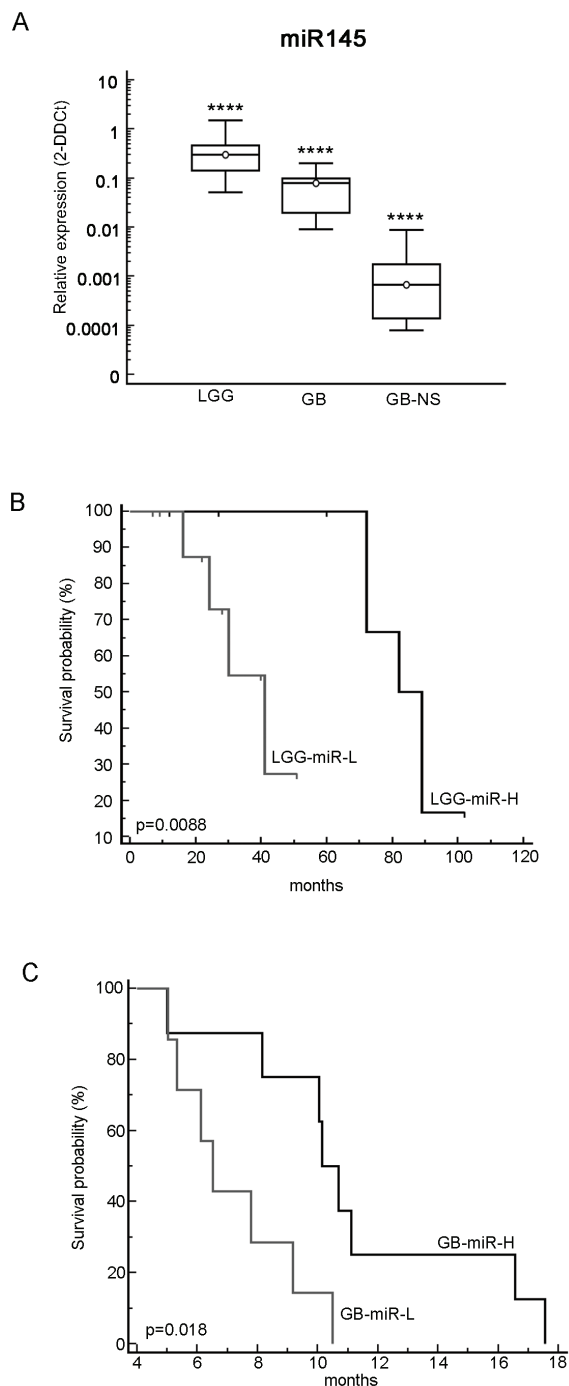 A
miR145
Relative expression (2-DDCt)
10
1
0.1
0.01
0.001
0.0001
0
****
****
****
LGG GB GB-NS
B
Survival probability (%)
100
90
80
70
60
50
40
30
20
10
LGG-miR-L
LGG-miR-H
p=0.0088
0 20 40 60 80 100 120
months
C
Survival probability (%)
100
80
60
40
20
0
GB-miR-H
GB-miR-L
p=0.018
4 6 8 10 12 14 16 18
months